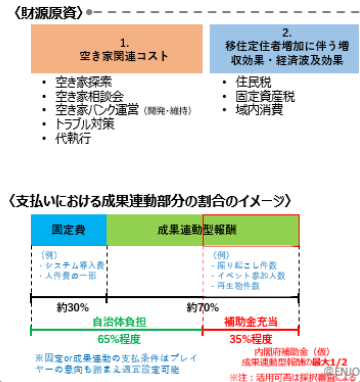 〈財源原資〉
1.
空き家関連コスト
2.
移住定住者増加に伴う増
収効果・経済波及効果
• 空き家探索
• 空き家相談会
• 空き家バンク運営（開発・維持）
• トラブル対策
• 代執行
• 住民税
• 固定資産税
• 域内消費
〈支払いにおける成果連動部分の割合のイメージ〉
固定費
成果連動型報酬
（例）
・システム導入費
・人件費の一部
（例）
・掘り起こし件数
・イベント参加人数
・再生物件数
約30%
約70%
自治体負担
65%程度
補助金充当
35%程度
※固定or成果連動の支払条件はプレイ
ヤーの意向も踏まえ適宜設定可能
内閣府補助金（仮）
成果連動型報酬の最大1/2
※注：活用可否は採択審査による
@ENJO